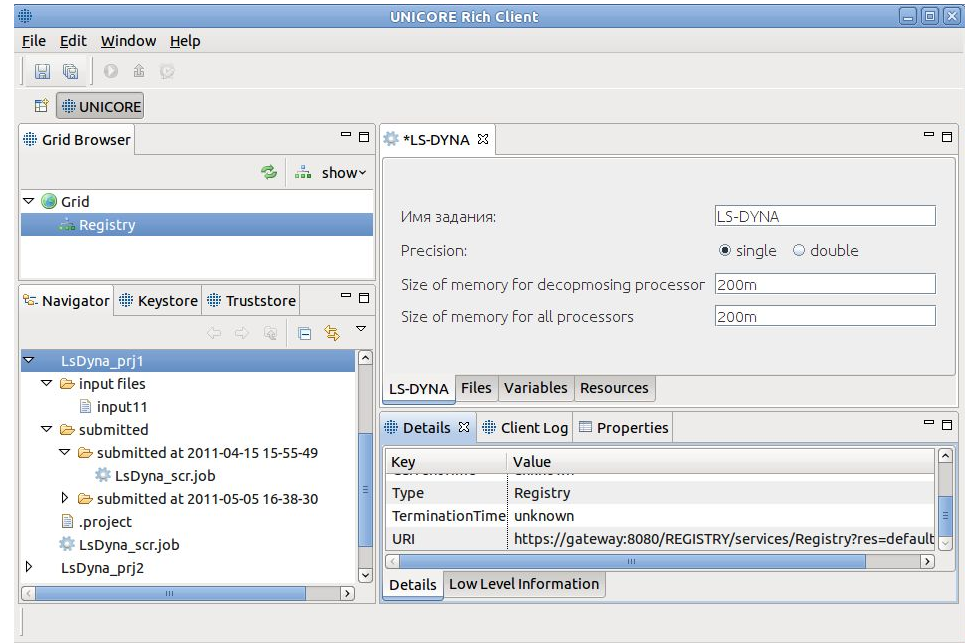 UNICORE Rich Client
File Edit Window Help
UNICORE
Grid Browser
show
Grid
Registry
Navigator Keystore Truststore
LsDyna_prj1
input files
input11
submitted
submitted at 2011-04-15 15-55-49
LsDyna_scr.job
submitted at 2011-05-05 16-38-30
.project
LsDyna_scr.job
LsDyna_prj2
*LS-DYNA
Имя задания: LS-DYNA
Precision: single double
Size of memory for decopmosing processor 200m
Size of memory for all processors 200m
LS-DYNA Files Variables Resources
Details Client Log Properties
Key Value
Type Registry
TerminationTime unknown
URI https://gateway:8080/REGISTRY/services/Registry?res=default
Details Low Level Information